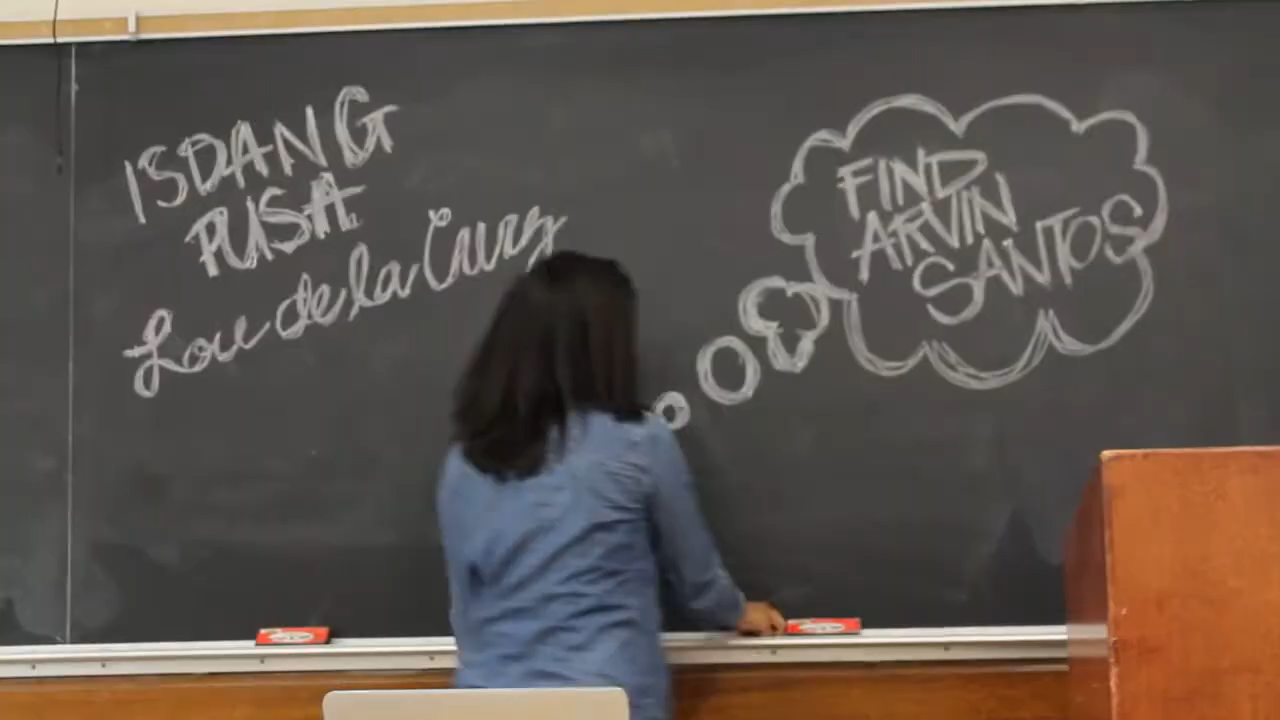 ISDANG
PUSA
Lou de la Cruz
FIND
ARVIN
SANTOS